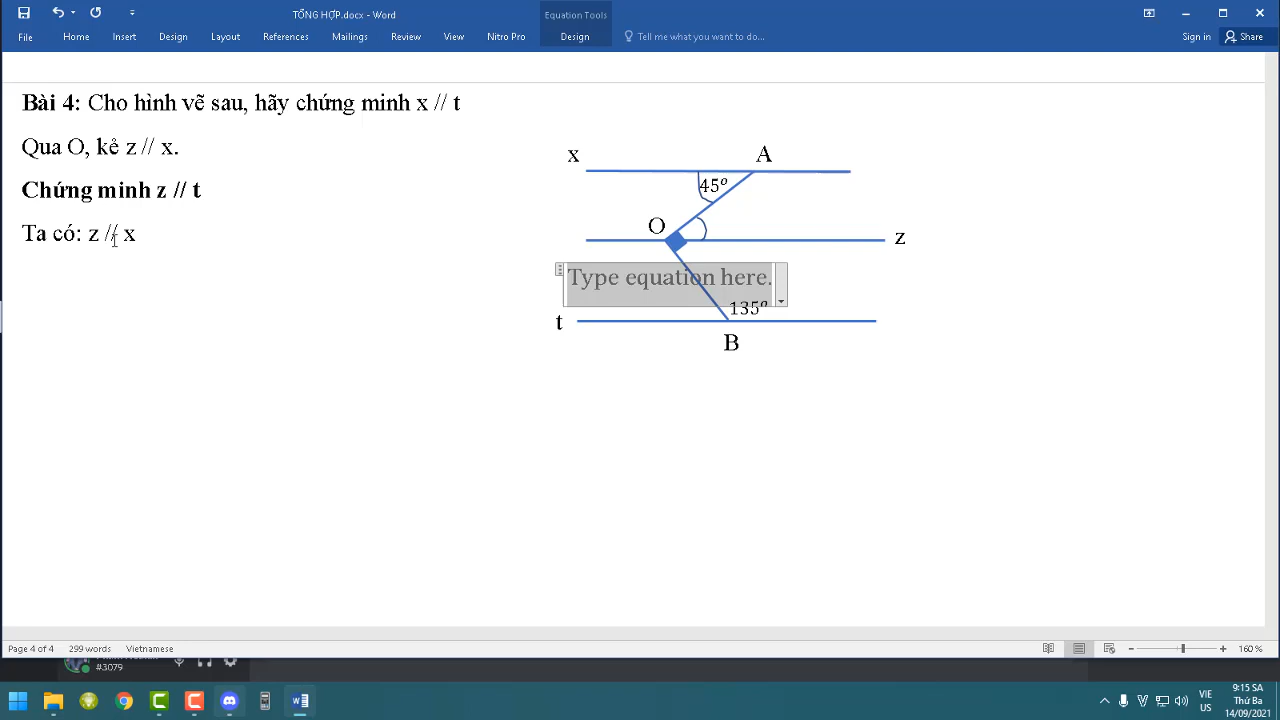 TỔNG HỢP.docx - Word
Equation Tools
File Home Insert Design Layout References Mailings Review View Nitro Pro Design Tell me what you want to do... Sign in Share
Bài 4: Cho hình vẽ sau, hãy chứng minh x // t
Qua O, kẻ z // x.
Chứng minh z // t
Ta có: z // x
x A
45°
O
z
Type equation here.
135°
t
B
Page 4 of 4 299 words Vietnamese 160 %
#3079
VIE
US
9:15 SA
Thứ Ba
14/09/2021